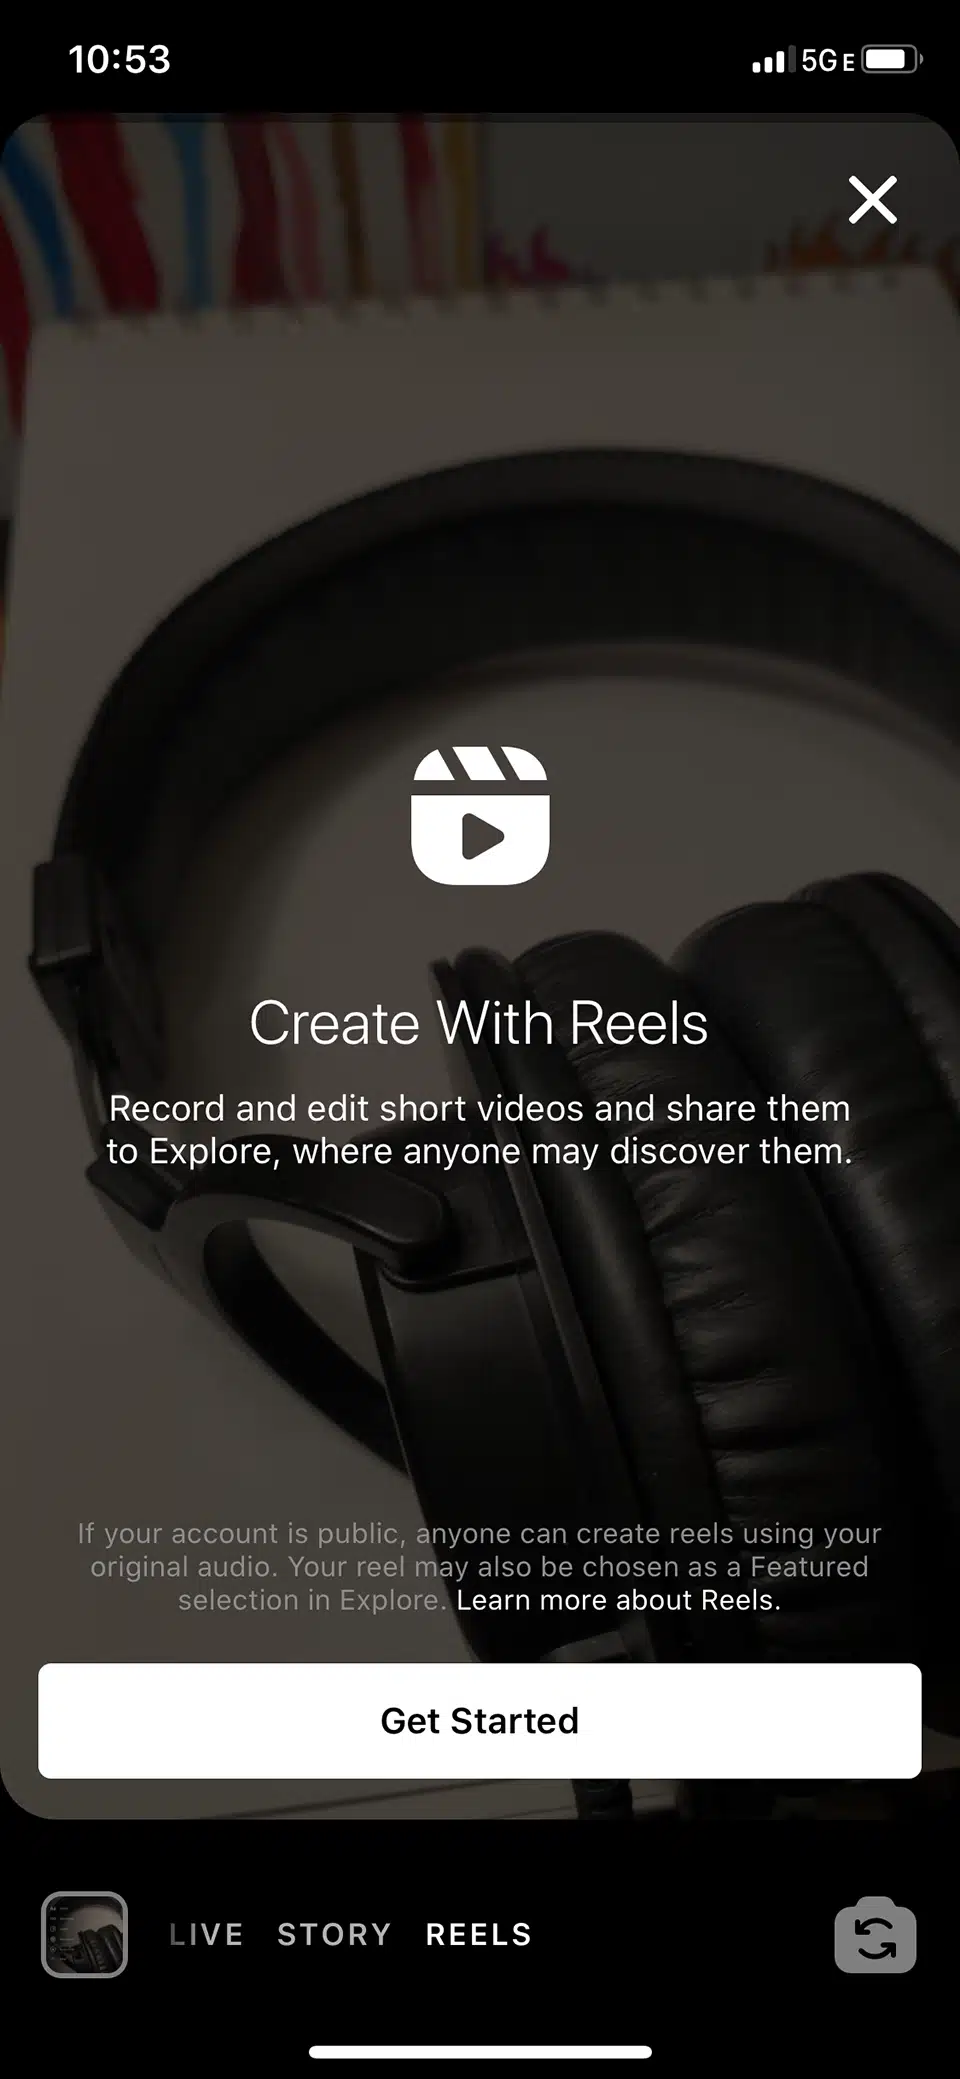 10:53
5G E
Create With Reels
Record and edit short videos and share them
to Explore, where anyone may discover them.
If your account is public, anyone can create reels using your
original audio. Your reel may also be chosen as a Featured
selection in Explore. Learn more about Reels.
Get Started
LIVE STORY REELS